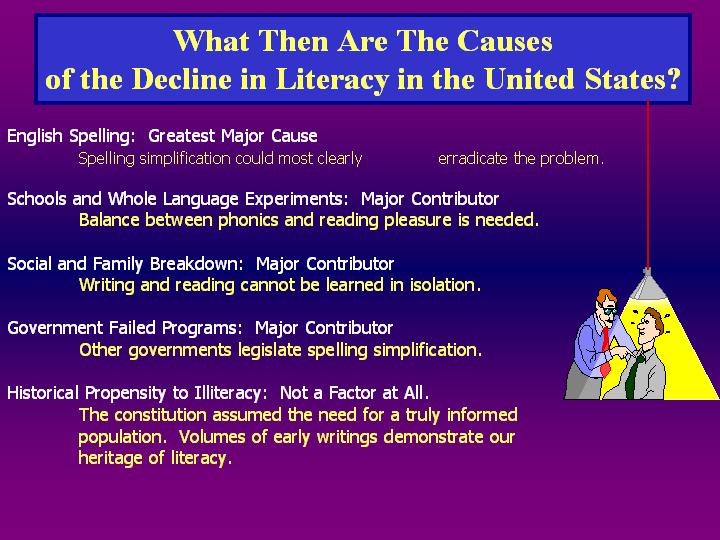 What Then Are The Causes
of the Decline in Literacy in the United States?
English Spelling: Greatest Major Cause
Spelling simplification could most clearly erradicate the problem.
Schools and Whole Language Experiments: Major Contributor
Balance between phonics and reading pleasure is needed.
Social and Family Breakdown: Major Contributor
Writing and reading cannot be learned in isolation.
Government Failed Programs: Major Contributor
Other governments legislate spelling simplification.
Historical Propensity to Illiteracy: Not a Factor at All.
The constitution assumed the need for a truly informed
population. Volumes of early writings demonstrate our
heritage of literacy.